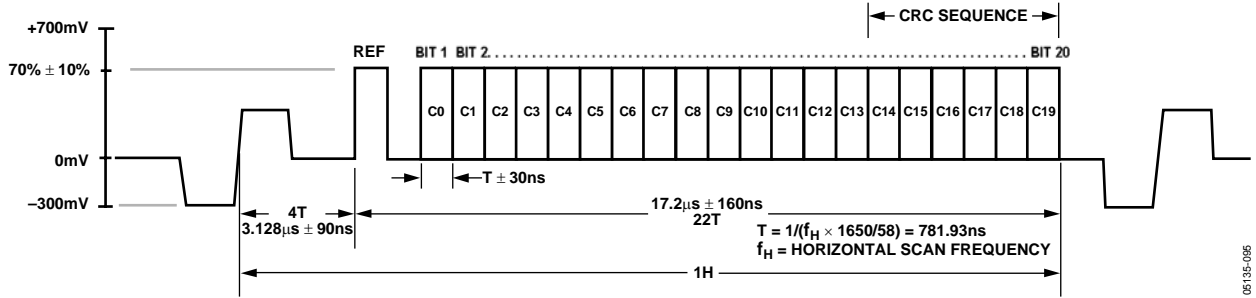 CRC SEQUENCE
+700mV
REF
BIT 1 BIT 2
BIT 20
70% ± 10%
C0 C1 C2 C3 C4 C5 C6 C7 C8 C9 C10 C11 C12 C13 C14 C15 C16 C17 C18 C19
0mV
T ± 30ns
–300mV
4T
3.128µs ± 90ns
17.2µs ± 160ns
22T
T = 1/(fH × 1650/58) = 781.93ns
fH = HORIZONTAL SCAN FREQUENCY
1H
05135-095